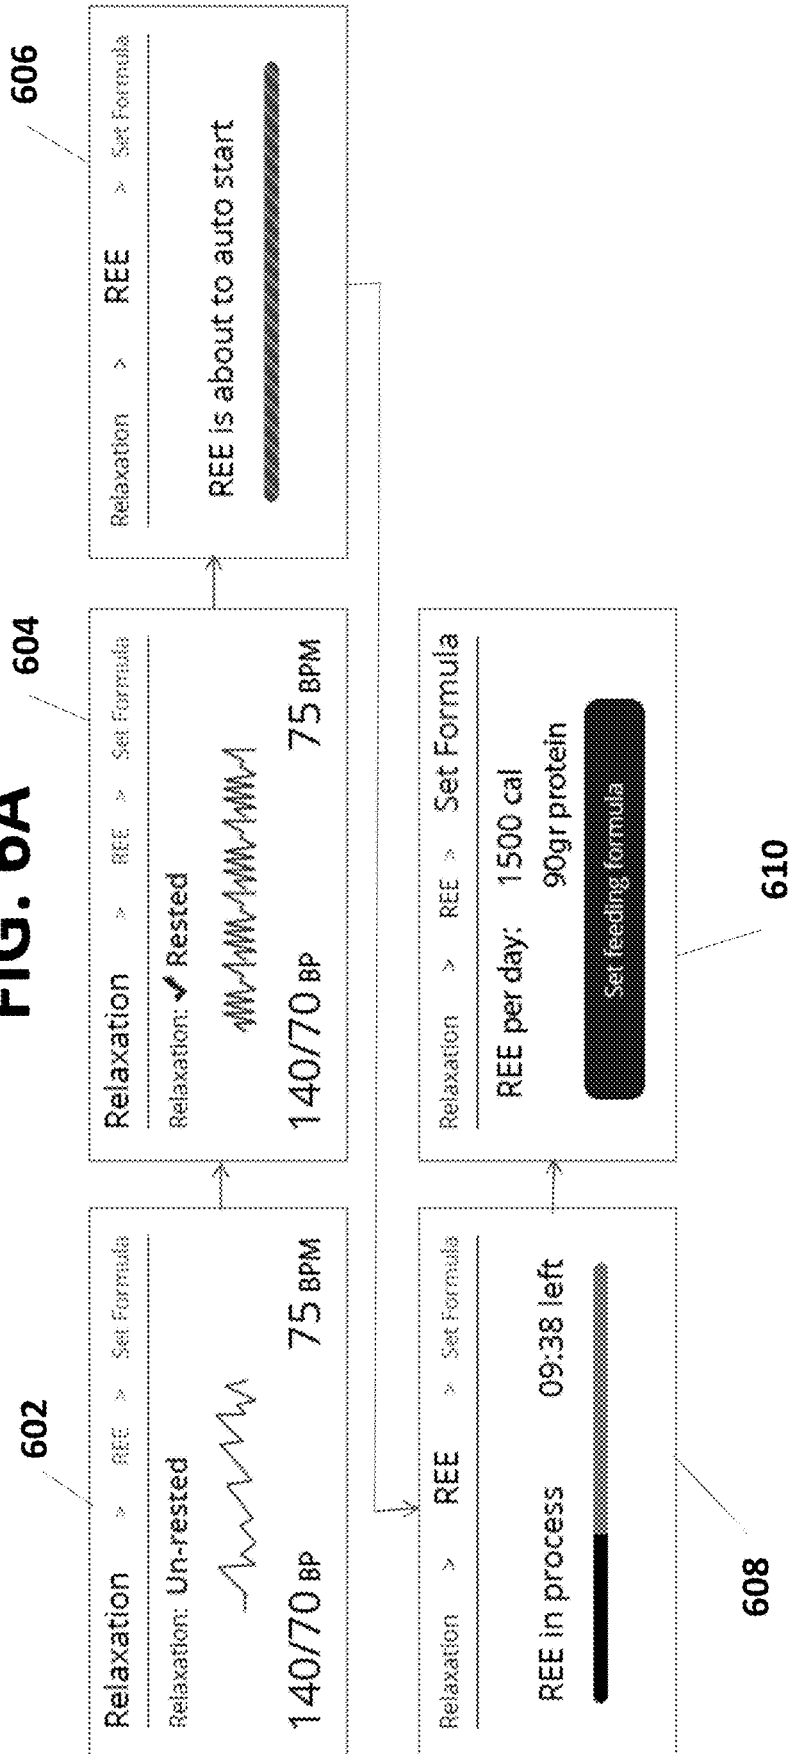 FIG. 6A
602
Relaxation > REE > Set Formula
Relaxation: Un-rested
140/70 BP 75 BPM
604
Relaxation > REE > Set Formula
Relaxation: ✔ Rested
140/70 BP 75 BPM
606
Relaxation > REE > Set Formula
REE is about to auto start
Relaxation > REE > Set Formula
REE in process 09:38 left
608
Relaxation > REE > Set Formula
REE per day: 1500 cal
90gr protein
Set feeding formula
610